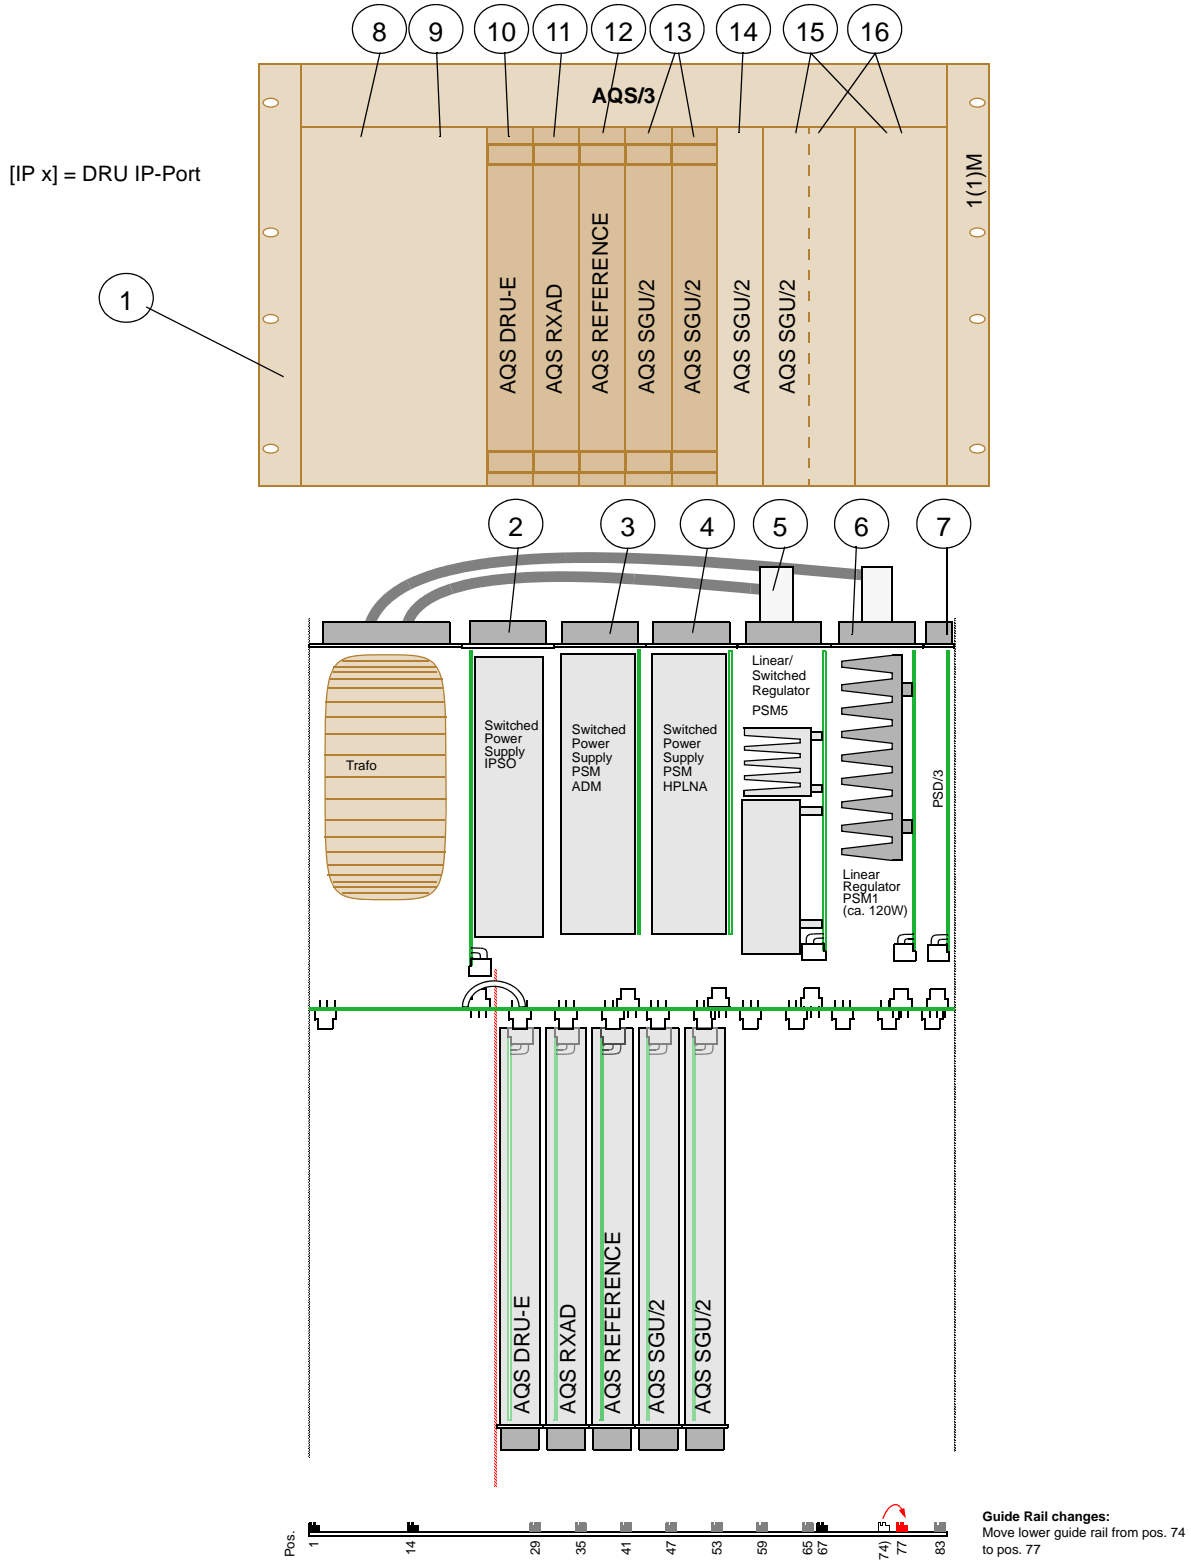 8 9 10 11 12 13 14 15 16
AQS/3
[IP x] = DRU IP-Port
1(1)M
1
AQS DRU-E
AQS RXAD
AQS REFERENCE
AQS SGU/2
AQS SGU/2
AQS SGU/2
AQS SGU/2
2 3 4 5 6 7
Trafo
Switched
Power
Supply
IPSO
Switched
Power
Supply
PSM
ADM
Switched
Power
Supply
PSM
HPLNA
Linear/
Switched
Regulator
PSM5
Linear
Regulator
PSM1
(ca. 120W)
PSD/3
AQS DRU-E
AQS RXAD
AQS REFERENCE
AQS SGU/2
AQS SGU/2
Pos.
1 14 29 35 41 47 53 59 65 67 74) 77 83
Guide Rail changes:
Move lower guide rail from pos. 74
to pos. 77